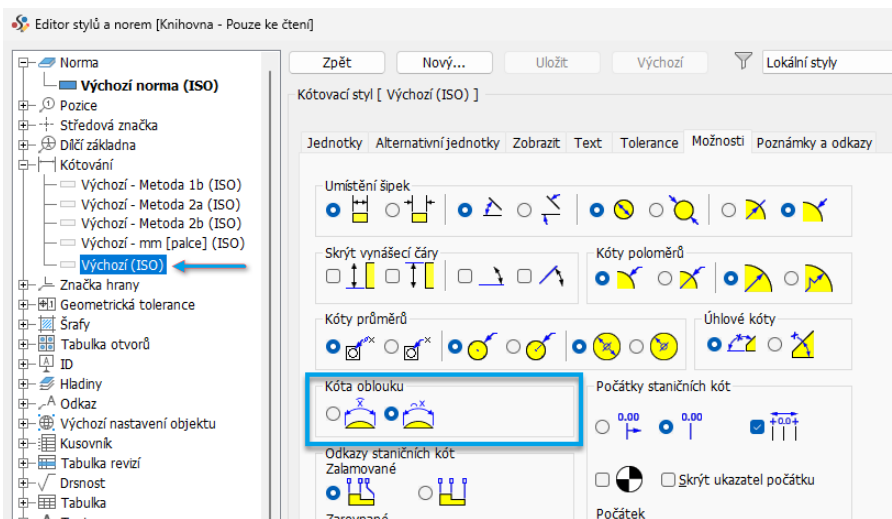 Editor stylů a norem [Knihovna - Pouze ke čtení]
Norma
Výchozí norma (ISO)
Pozice
Středová značka
Dílčí základna
Kótování
Výchozí - Metoda 1b (ISO)
Výchozí - Metoda 2a (ISO)
Výchozí - Metoda 2b (ISO)
Výchozí - mm [palce] (ISO)
Výchozí (ISO)
Značka hrany
Geometrická tolerance
Šrafy
Tabulka otvorů
ID
Hladiny
Odkaz
Výchozí nastavení objektu
Kusovník
Tabulka revizí
Drsnost
Tabulka
Zpět Nový... Uložit Výchozí Lokální styly
Kótovací styl [ Výchozí (ISO) ]
Jednotky Alternativní jednotky Zobrazit Text Tolerance Možnosti Poznámky a odkazy
Umístění šipek
Skrýt vynášecí čáry
Kóty poloměrů
Kóty průměrů
Úhlové kóty
Kóta oblouku
Počátky staničních kót
0.00 0.00
Odkazy staničních kót
Zalamované
Skrýt ukazatel počátku
Zarovnané
Počátek